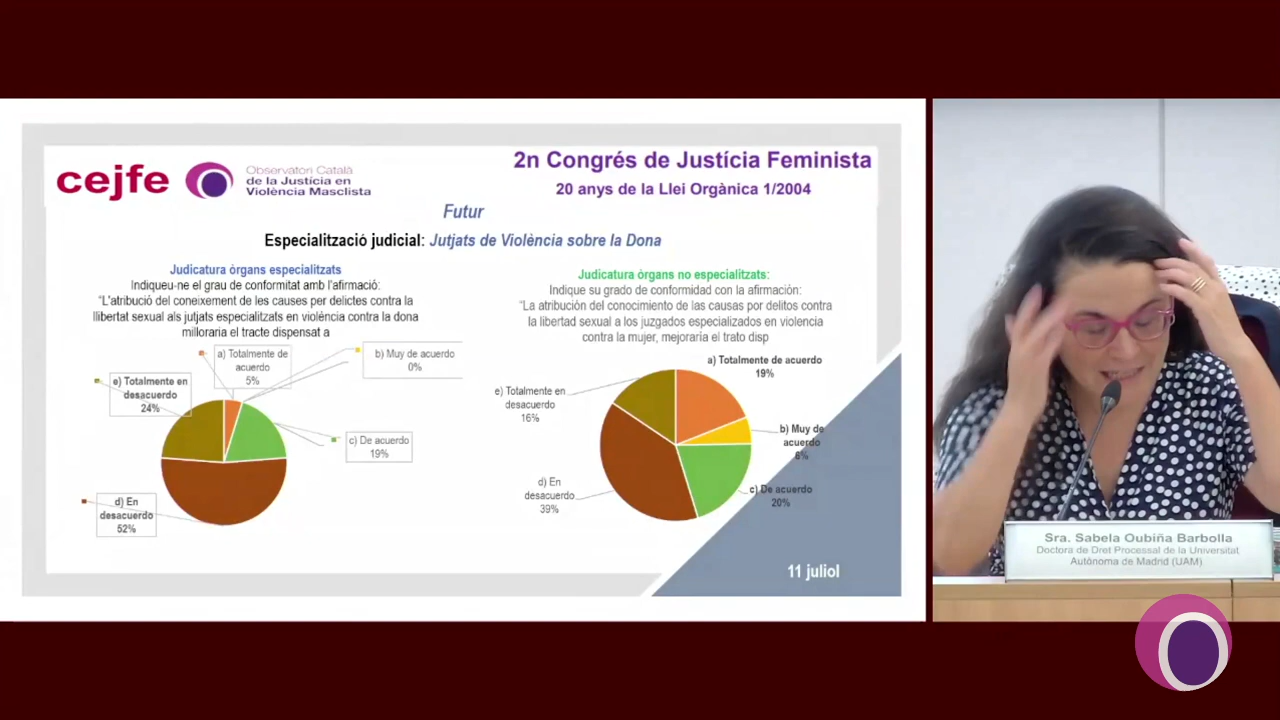 cejfe
Observatori Català
de la Justícia en
Violència Masclista
2n Congrés de Justícia Feminista
20 anys de la Llei Orgànica 1/2004
Futur
Especialització judicial: Jutjats de Violència sobre la Dona
Judicatura òrgans especialitzats
Indiqueu-ne el grau de conformitat amb l'afirmació:
"L'atribució del coneixement de les causes per delictes contra la
llibertat sexual als jutjats especialitzats en violència contra la dona
milloraria el tracte dispensat a
a) Totalmente de
acuerdo
5%
b) Muy de acuerdo
0%
c) De acuerdo
19%
d) En
desacuerdo
52%
e) Totalmente en
desacuerdo
24%
Judicatura òrgans no especialitzats:
Indique su grado de conformidad con la afirmación:
"La atribución del conocimiento de las causas por delitos contra
la libertad sexual a los juzgados especializados en violencia
contra la mujer, mejoraría el trato disp
a) Totalmente de acuerdo
19%
b) Muy de
acuerdo
6%
c) De acuerdo
20%
d) En
desacuerdo
39%
e) Totalmente en
desacuerdo
16%
11 juliol
Sra. Sabela Oubiña Barbolla
Doctora de Dret Processal de la Universitat
Autònoma de Madrid (UAM)